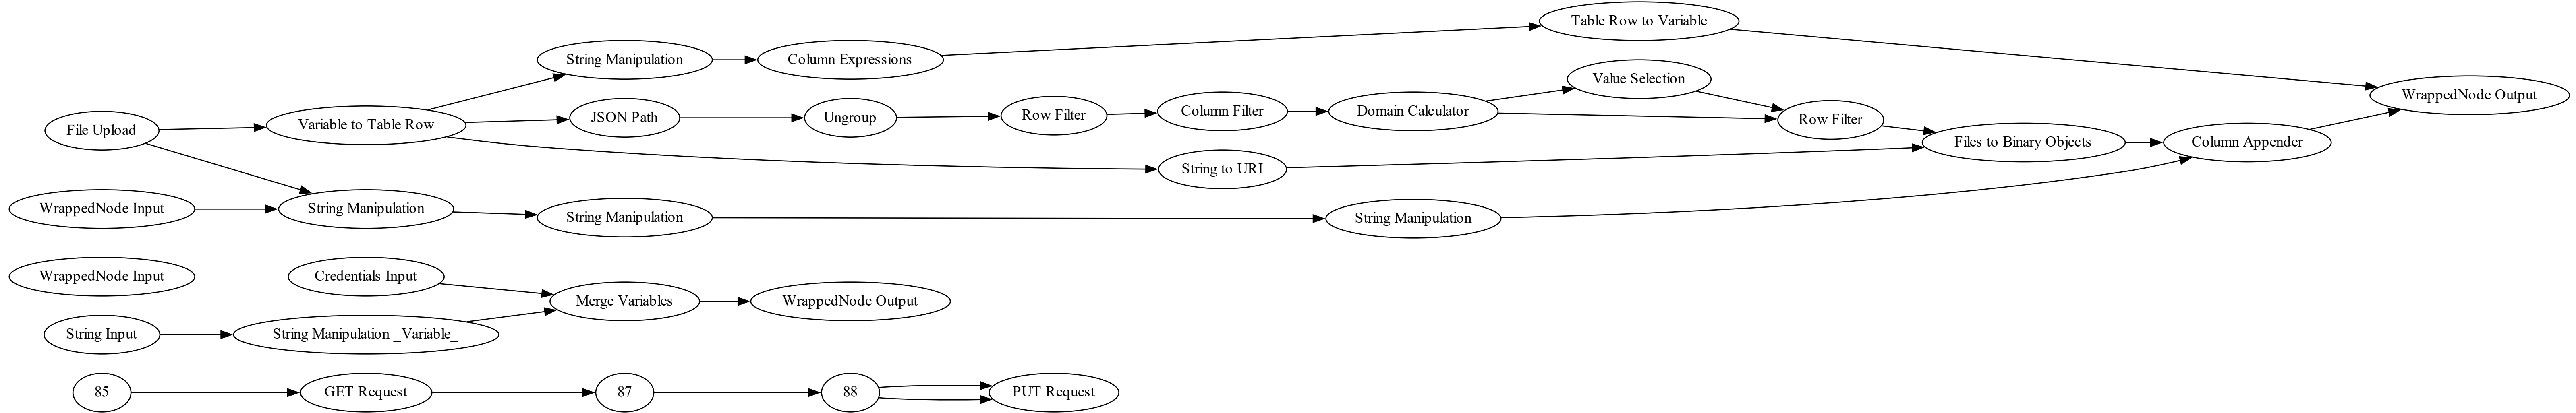 Table Row to Variable
String Manipulation
Column Expressions
Value Selection
WrappedNode Output
File Upload
Variable to Table Row
JSON Path
Ungroup
Row Filter
Column Filter
Domain Calculator
Row Filter
Files to Binary Objects
Column Appender
String to URI
WrappedNode Input
String Manipulation
String Manipulation
String Manipulation
WrappedNode Input
Credentials Input
Merge Variables
WrappedNode Output
String Input
String Manipulation _Variable_
85
GET Request
87
88
PUT Request